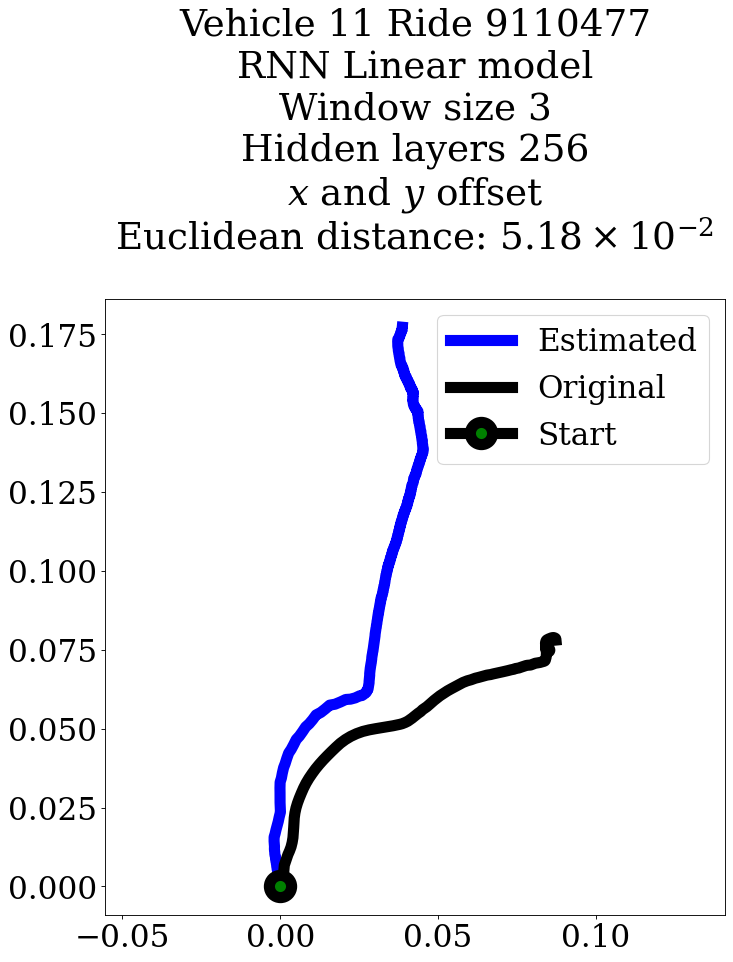 Vehicle 11 Ride 9110477
RNN Linear model
Window size 3
Hidden layers 256
x and y offset
Euclidean distance: 5.18 × 10⁻²
Estimated
Original
Start
0.175
0.150
0.125
0.100
0.075
0.050
0.025
0.000
−0.05
0.00
0.05
0.10